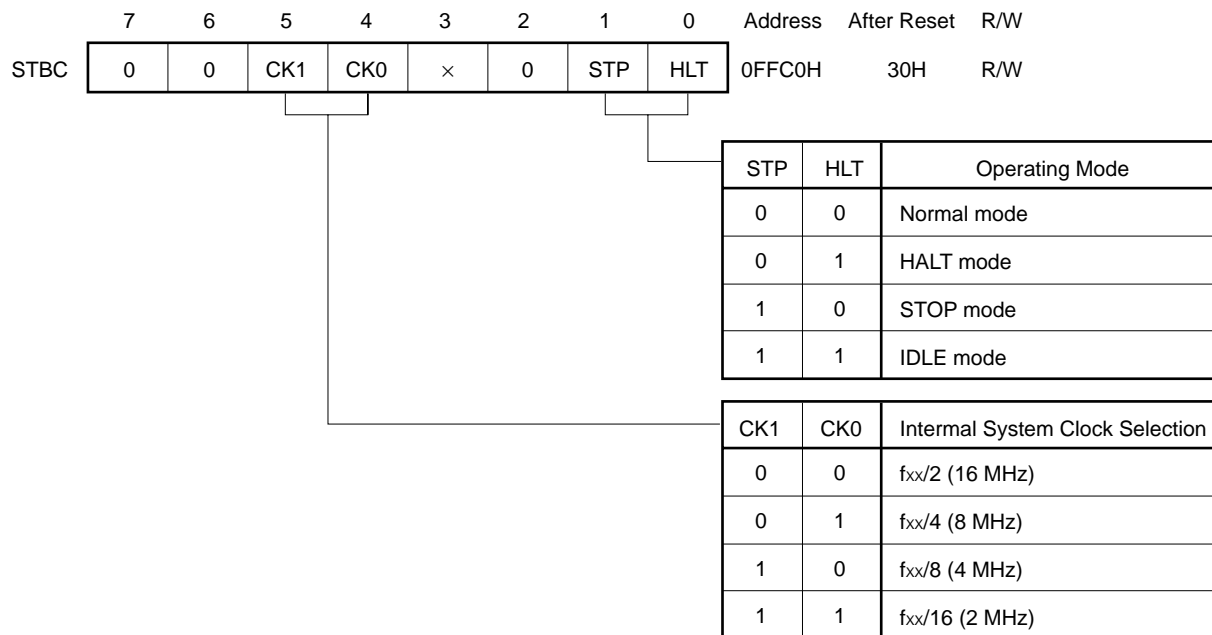 7 6 5 4 3 2 1 0 Address After Reset R/W
STBC 0 0 CK1 CK0 × 0 STP HLT 0FFC0H 30H R/W
STP HLT Operating Mode
0 0 Normal mode
0 1 HALT mode
1 0 STOP mode
1 1 IDLE mode
CK1 CK0 Intermal System Clock Selection
0 0 fxx/2 (16 MHz)
0 1 fxx/4 (8 MHz)
1 0 fxx/8 (4 MHz)
1 1 fxx/16 (2 MHz)